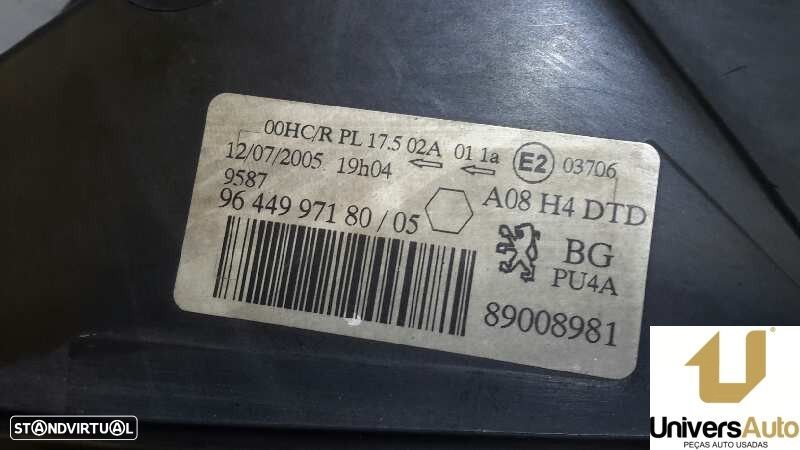 00HC/R PL 17.5 02A 01 1a E2 03706
12/07/2005 19h04
9587
96 449 971 80 / 05
A08 H4 DTD
BG
PU4A
89008981
STANDVIRTUAL
UniversAuto
PEÇAS AUTO USADAS